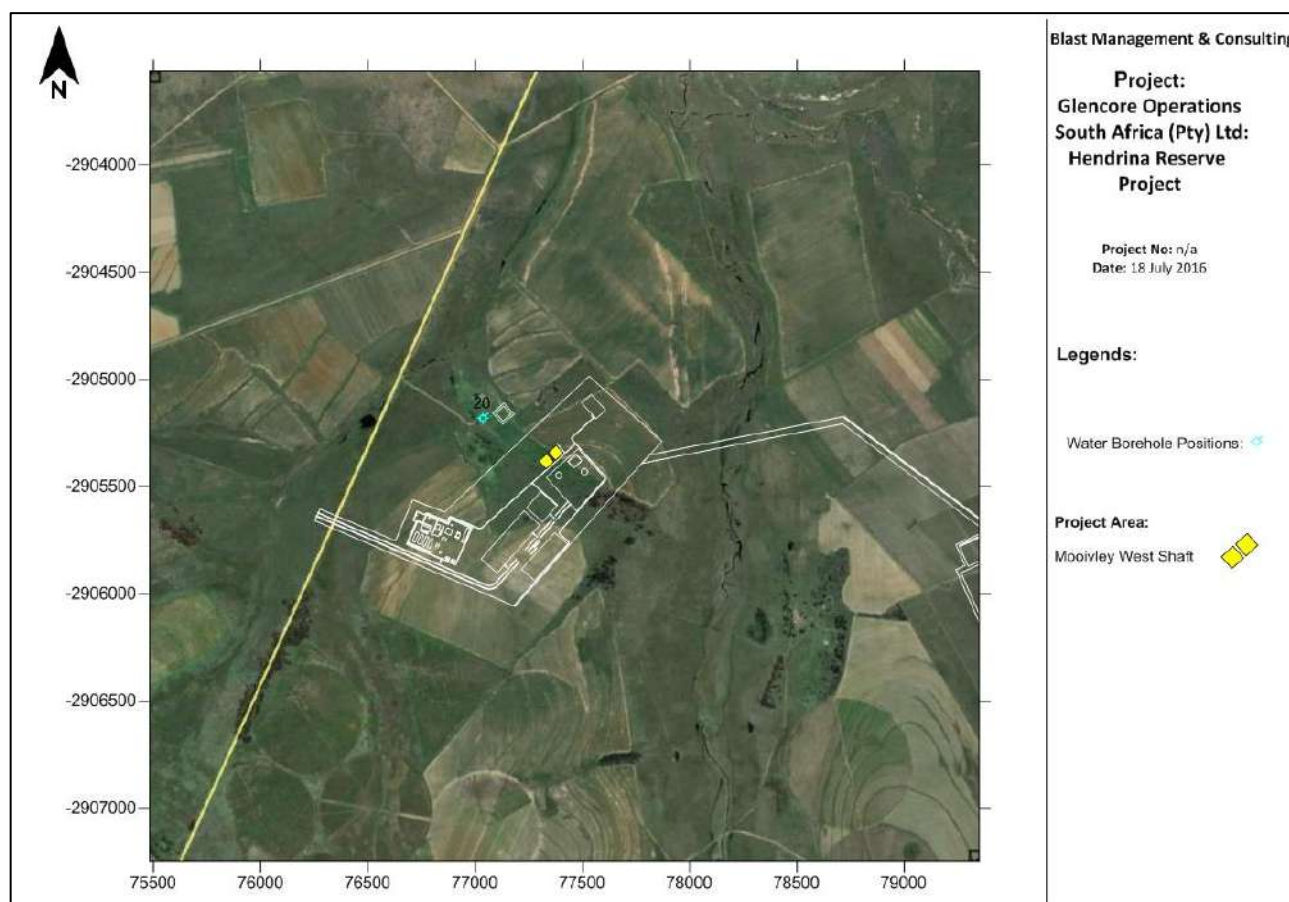 N
-2904000
-2904500
-2905000
-2905500
-2906000
-2906500
-2907000
20
75500 76000 76500 77000 77500 78000 78500 79000
Blast Management & Consulting
Project:
Glencore Operations
South Africa (Pty) Ltd:
Hendrina Reserve
Project
Project No: n/a
Date: 18 July 2016
Legends:
Water Borehole Positions:
Project Area:
Mooivley West Shaft